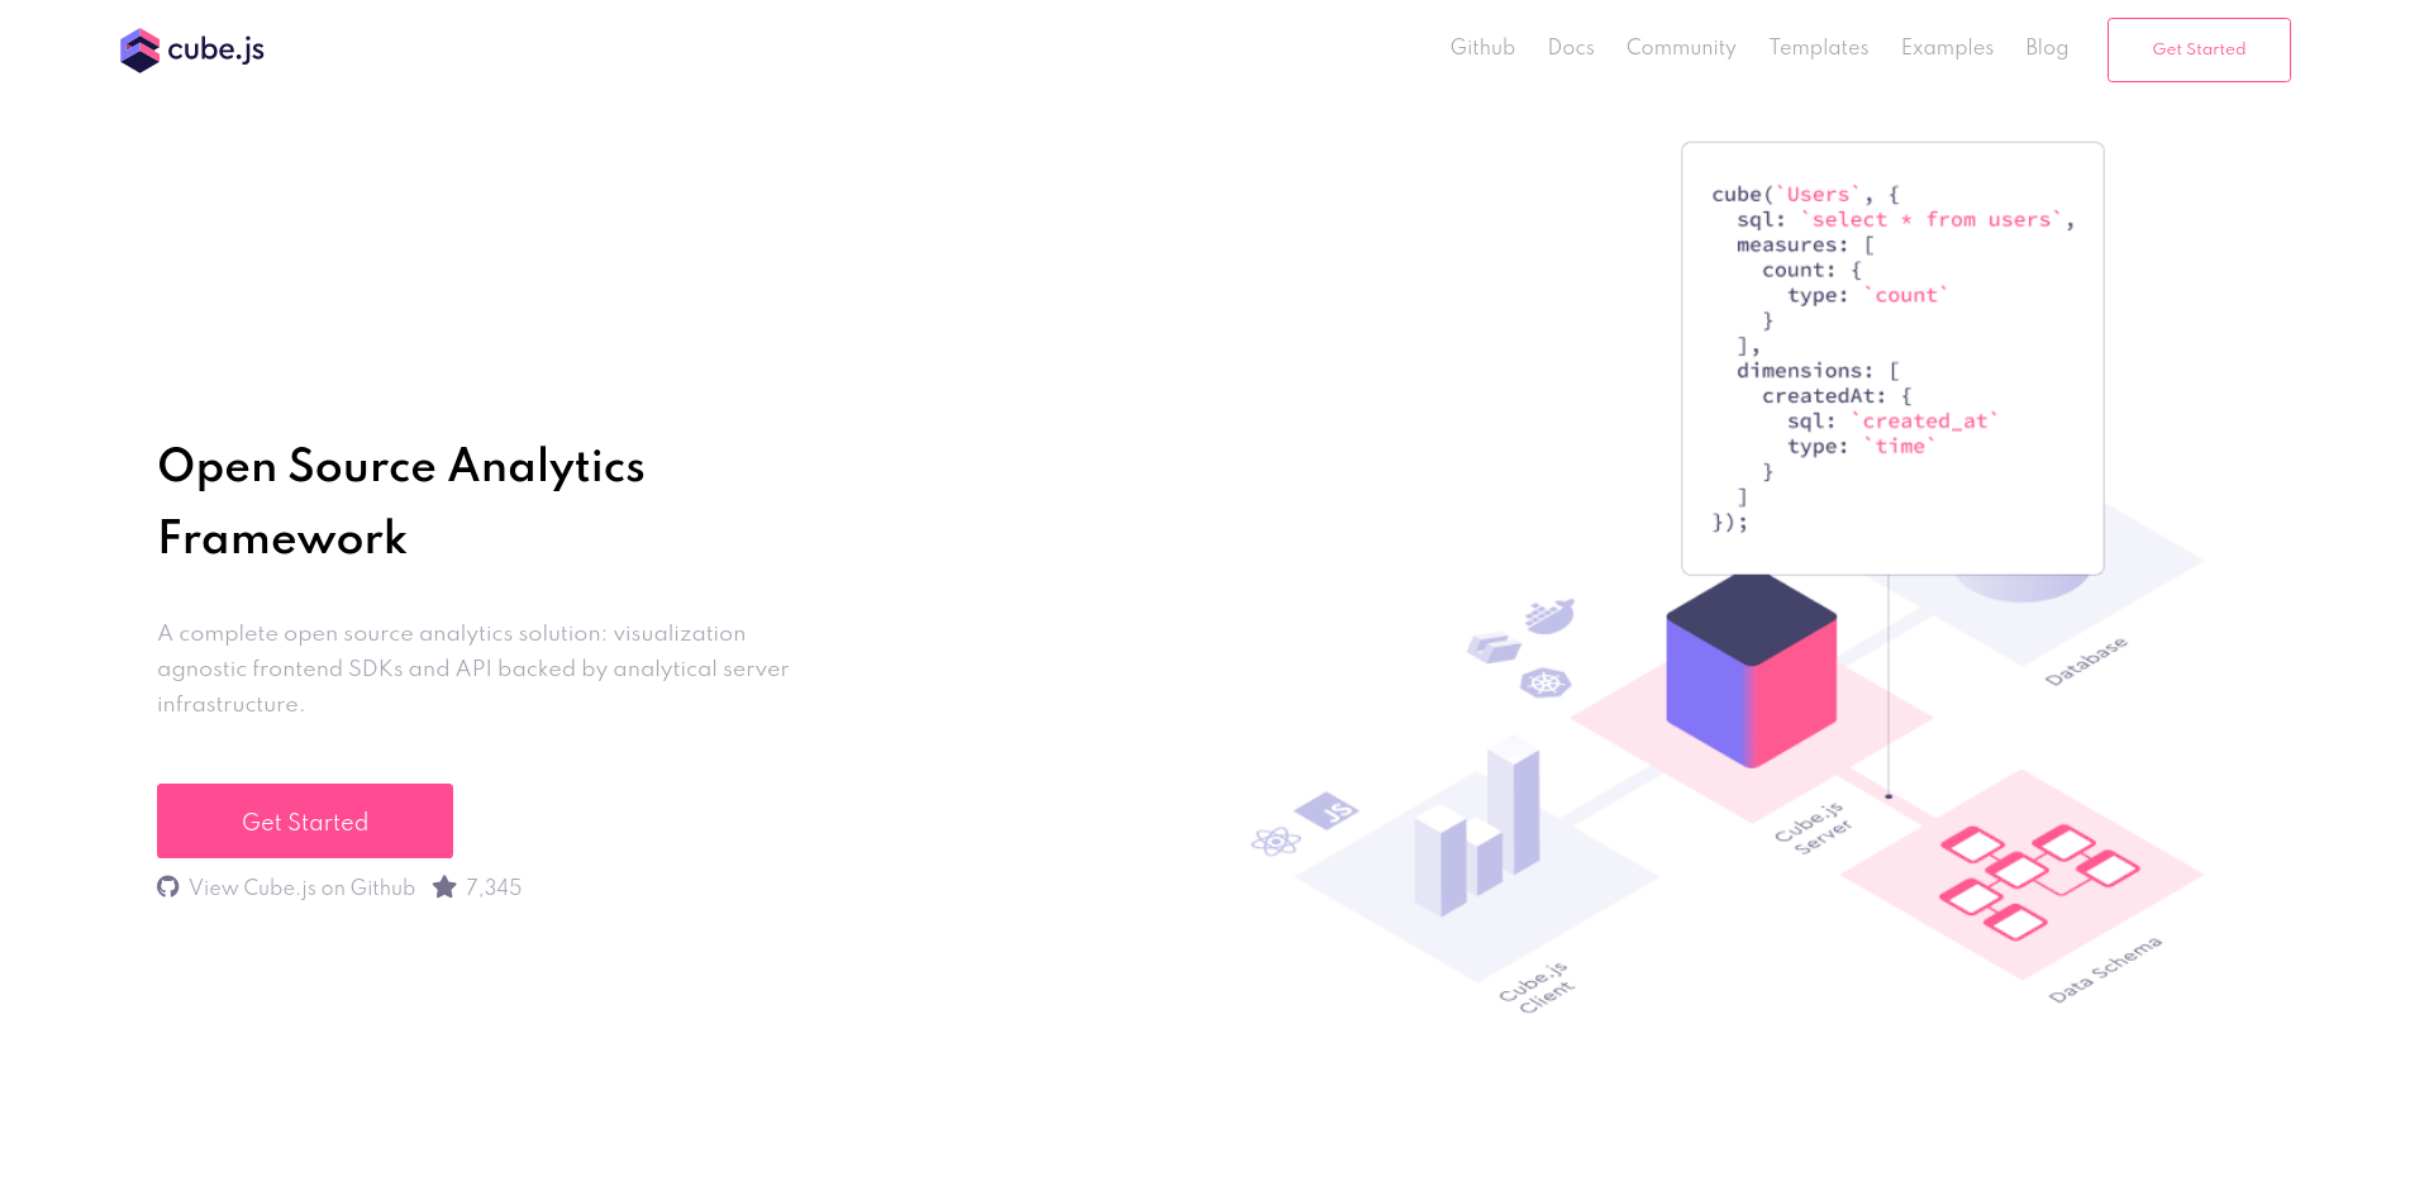 cube.js
Github Docs Community Templates Examples Blog Get Started
cube(`Users`, {
sql: `select * from users`,
measures: [
count: {
type: `count`
}
],
dimensions: [
createdAt: {
sql: `created_at`
type: `time`
}
]
});
Open Source Analytics
Framework
A complete open source analytics solution: visualization
agnostic frontend SDKs and API backed by analytical server
infrastructure.
Get Started
View Cube.js on Github 7,345
Database
JS
Cube.js
Server
Cube.js
Client
Data Schema